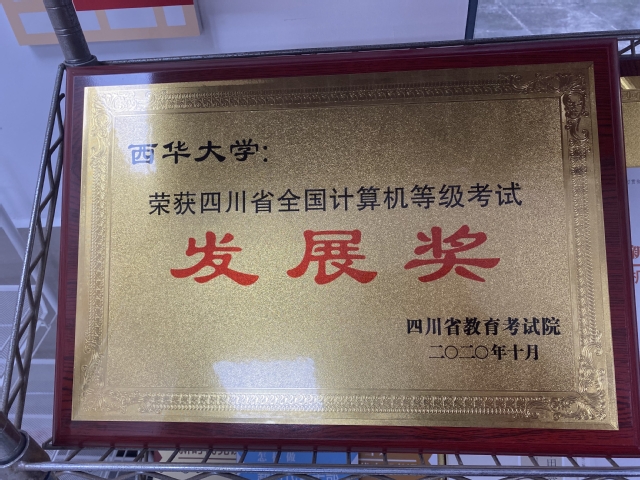 西华大学:
荣获四川省全国计算机等级考试
发展奖
四川省教育考试院
二〇二〇年十月